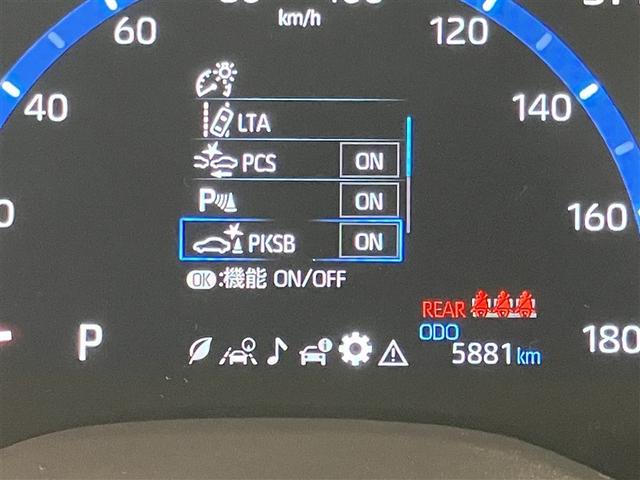 km/h
60
120
40
140
LTA
PCS ON
P ON
PKSB ON
160
OK:機能 ON/OFF
REAR
ODO
P
5881 km
180